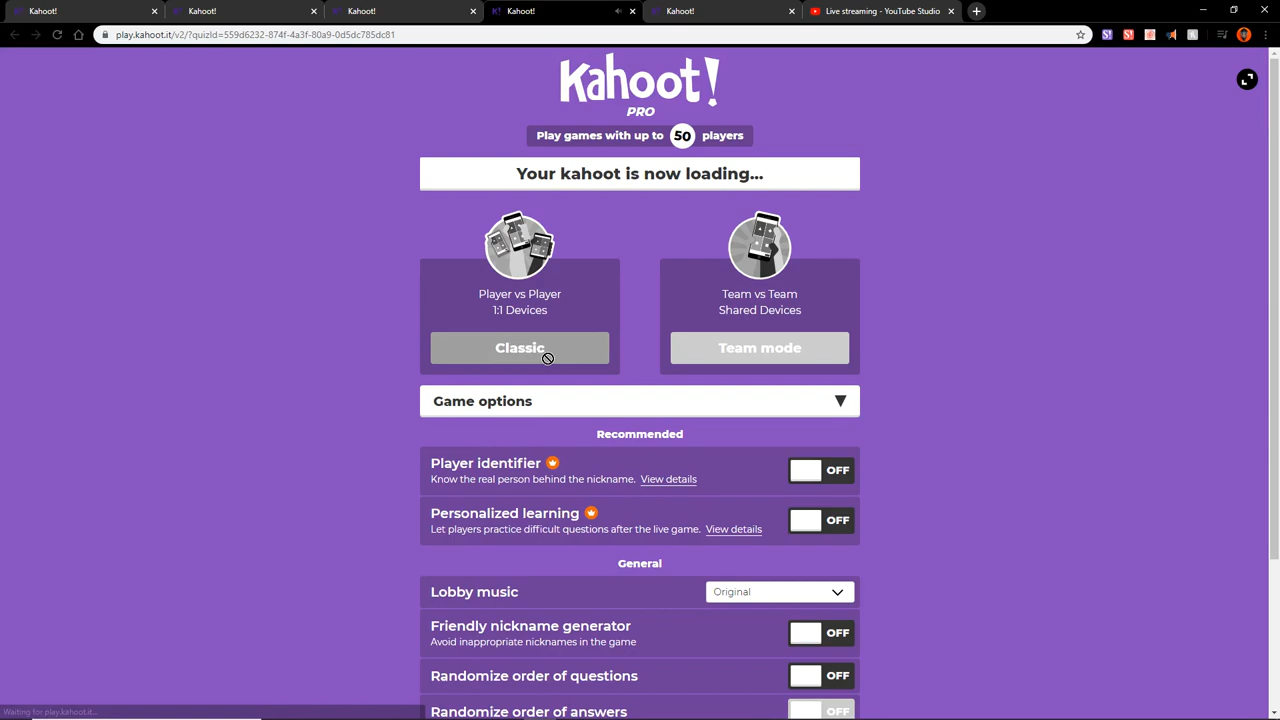 Kahoot!
Kahoot!
Kahoot!
Kahoot!
Kahoot!
Live streaming - YouTube Studio
play.kahoot.it/v2/?quizId=559d6232-874f-4a3f-80a9-0d5dc785dc81
Kahoot!
PRO
Play games with up to 50 players
Your kahoot is now loading...
Player vs Player
1:1 Devices
Classic
Team vs Team
Shared Devices
Team mode
Game options
Recommended
Player identifier
Know the real person behind the nickname. View details
OFF
Personalized learning
Let players practice difficult questions after the live game. View details
OFF
General
Lobby music
Original
Friendly nickname generator
Avoid inappropriate nicknames in the game
OFF
Randomize order of questions
OFF
Randomize order of answers
OFF
Waiting for play.kahoot.it...